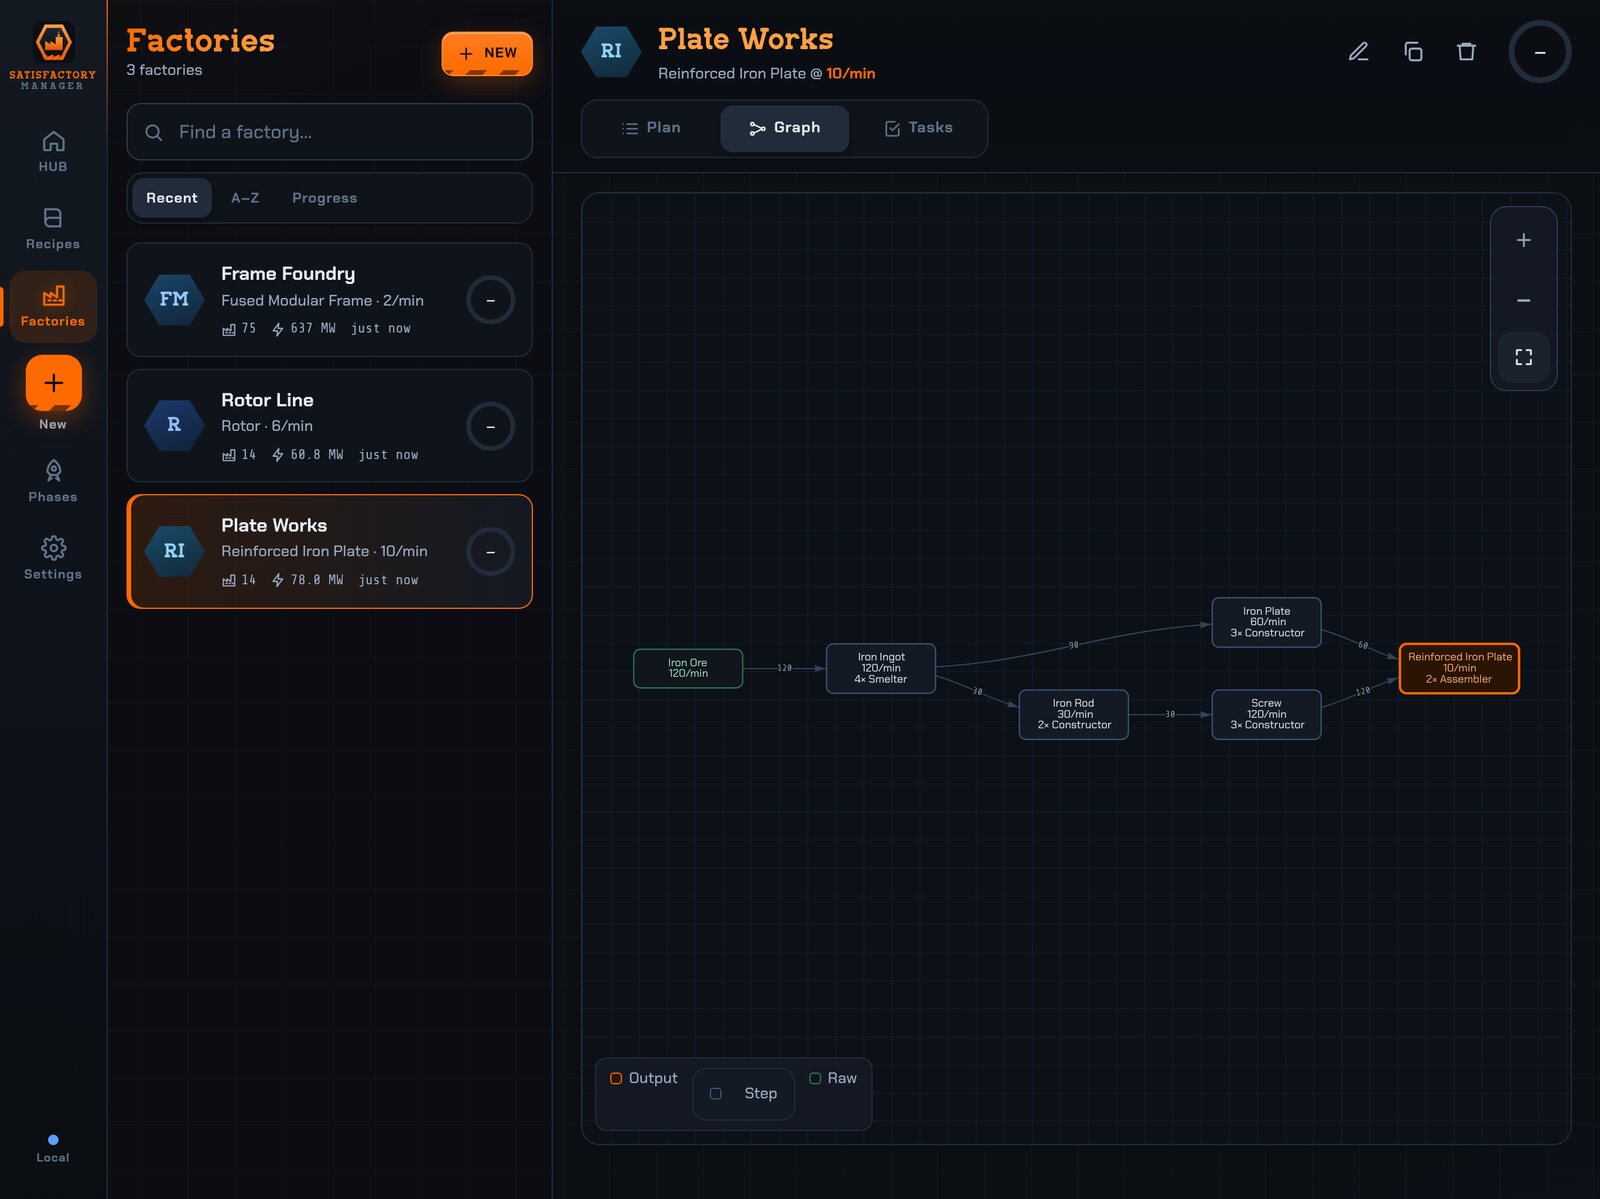 SATISFACTORY
MANAGER
HUB
Recipes
Factories
New
Phases
Settings
Local
Factories
3 factories
+ NEW
Find a factory...
Recent
A–Z
Progress
FM
Frame Foundry
Fused Modular Frame · 2/min
75
637 MW
just now
–
R
Rotor Line
Rotor · 6/min
14
60.8 MW
just now
–
RI
Plate Works
Reinforced Iron Plate · 10/min
14
78.0 MW
just now
–
RI
Plate Works
Reinforced Iron Plate @ 10/min
–
Plan
Graph
Tasks
Iron Ore
120/min
120
Iron Ingot
120/min
4× Smelter
90
30
Iron Rod
30/min
2× Constructor
30
Iron Plate
60/min
3× Constructor
Screw
120/min
3× Constructor
60
120
Reinforced Iron Plate
10/min
2× Assembler
Output
Step
Raw